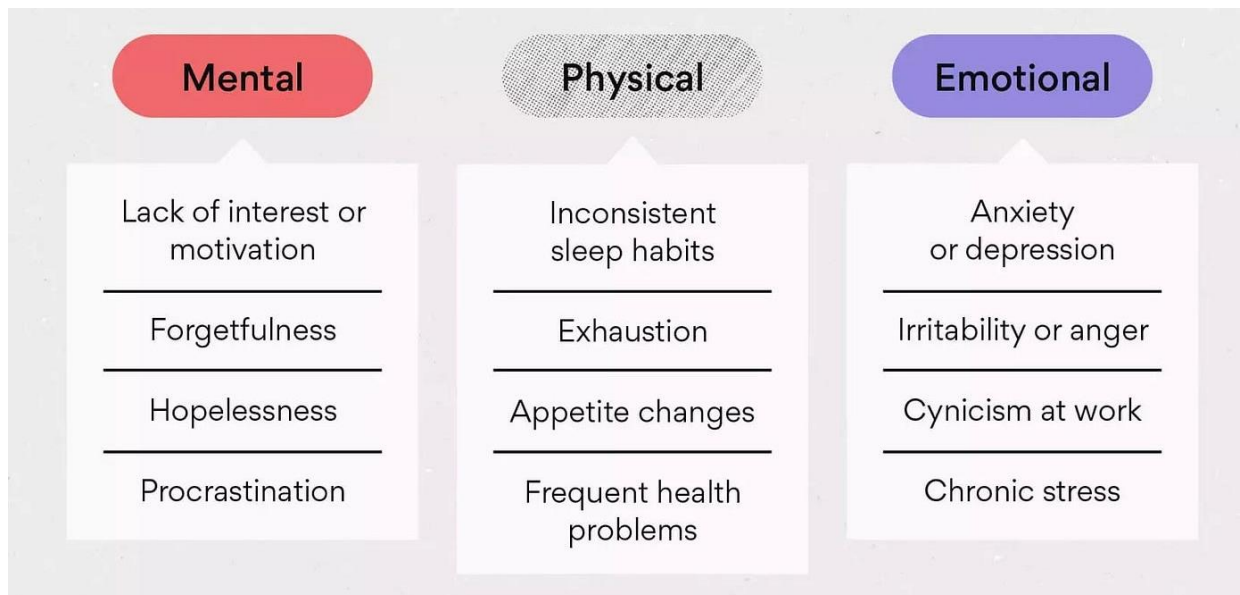 Mental
Lack of interest or
motivation
Forgetfulness
Hopelessness
Procrastination
Physical
Inconsistent
sleep habits
Exhaustion
Appetite changes
Frequent health
problems
Emotional
Anxiety
or depression
Irritability or anger
Cynicism at work
Chronic stress